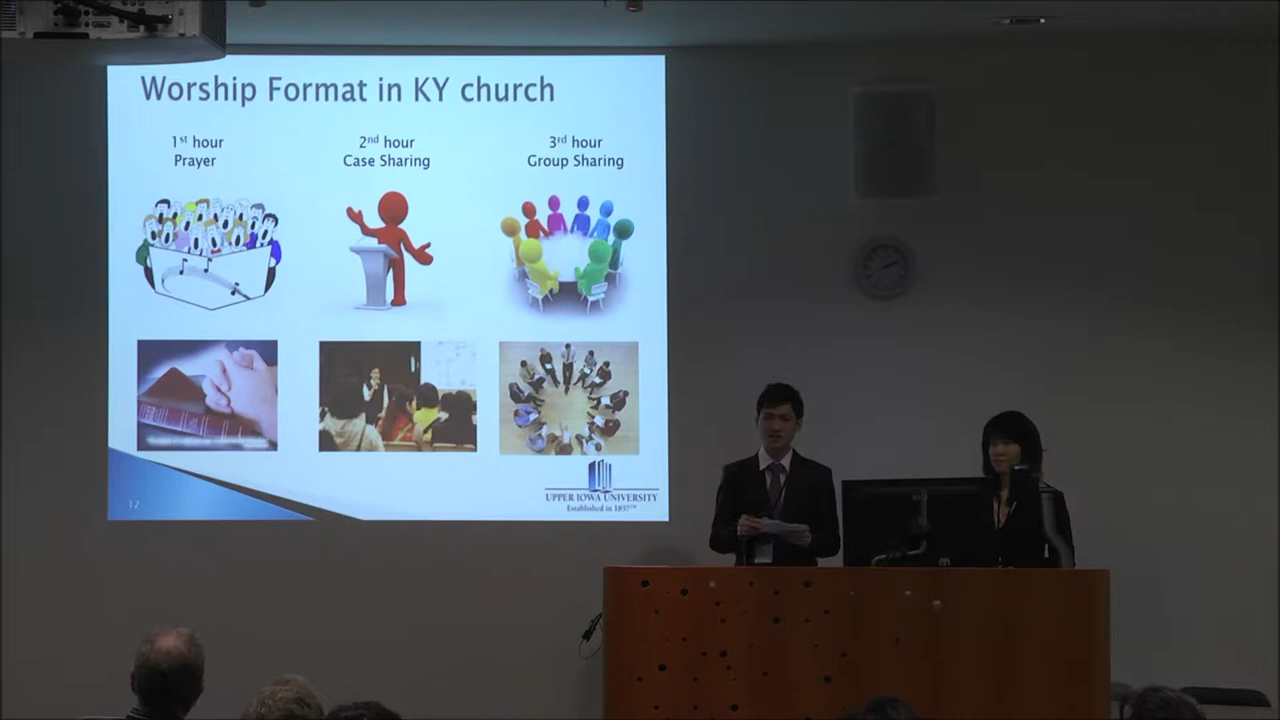 Worship Format in KY church
1st hour
Prayer
2nd hour
Case Sharing
3rd hour
Group Sharing
12
UPPER IOWA UNIVERSITY
Established in 1857™